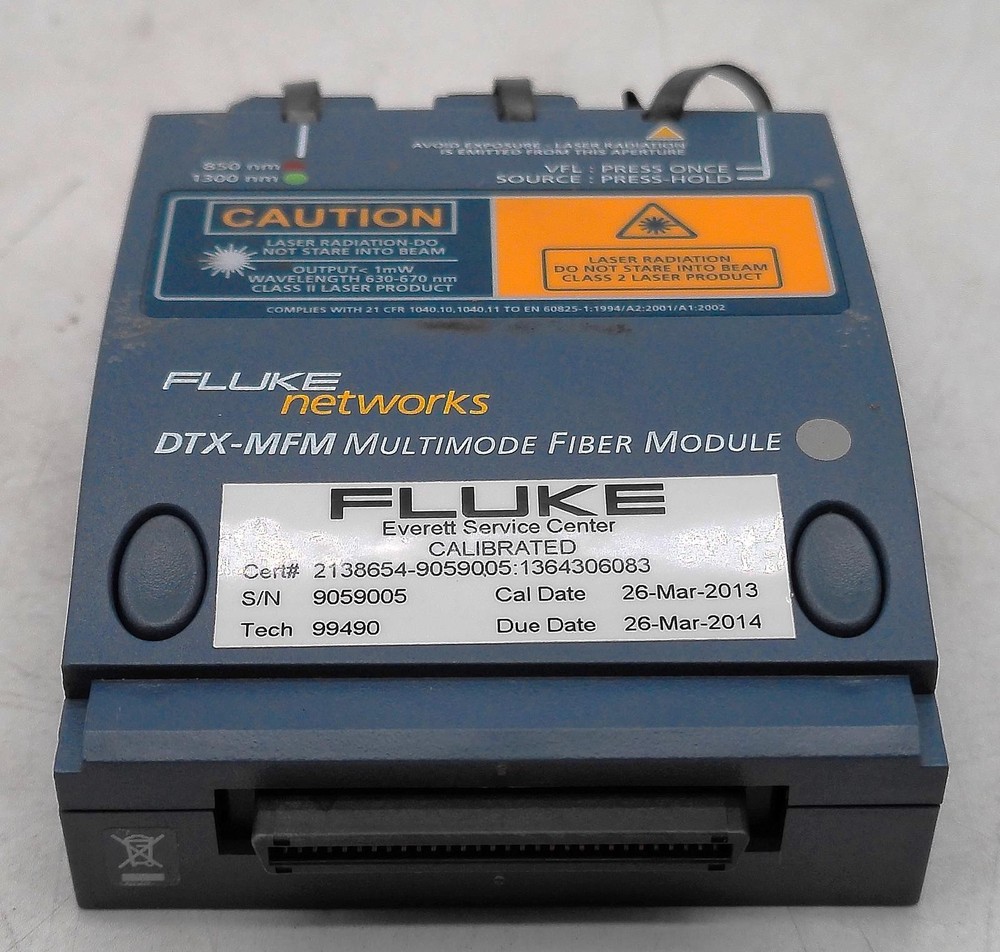 AVOID EXPOSURE - LASER RADIATION
IS EMITTED FROM THIS APERTURE
850 nm
1300 nm
VFL : PRESS ONCE
SOURCE : PRESS-HOLD
CAUTION
LASER RADIATION-DO
NOT STARE INTO BEAM
OUTPUT< 1mW
WAVELENGTH 630-670 nm
CLASS II LASER PRODUCT
LASER RADIATION
DO NOT STARE INTO BEAM
CLASS 2 LASER PRODUCT
COMPLIES WITH 21 CFR 1040.10,1040.11 TO EN 60825-1:1994/A2:2001/A1:2002
FLUKE
networks
DTX-MFM MULTIMODE FIBER MODULE
FLUKE
Everett Service Center
CALIBRATED
Cert# 2138654-9059005:1364306083
S/N 9059005 Cal Date 26-Mar-2013
Tech 99490 Due Date 26-Mar-2014